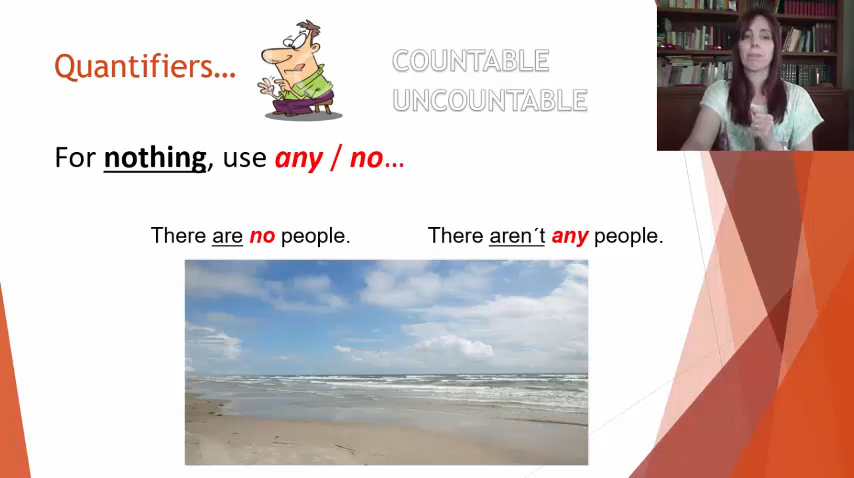 Quantifiers...
COUNTABLE
UNCOUNTABLE
For nothing, use any / no...
There are no people.
There aren´t any people.